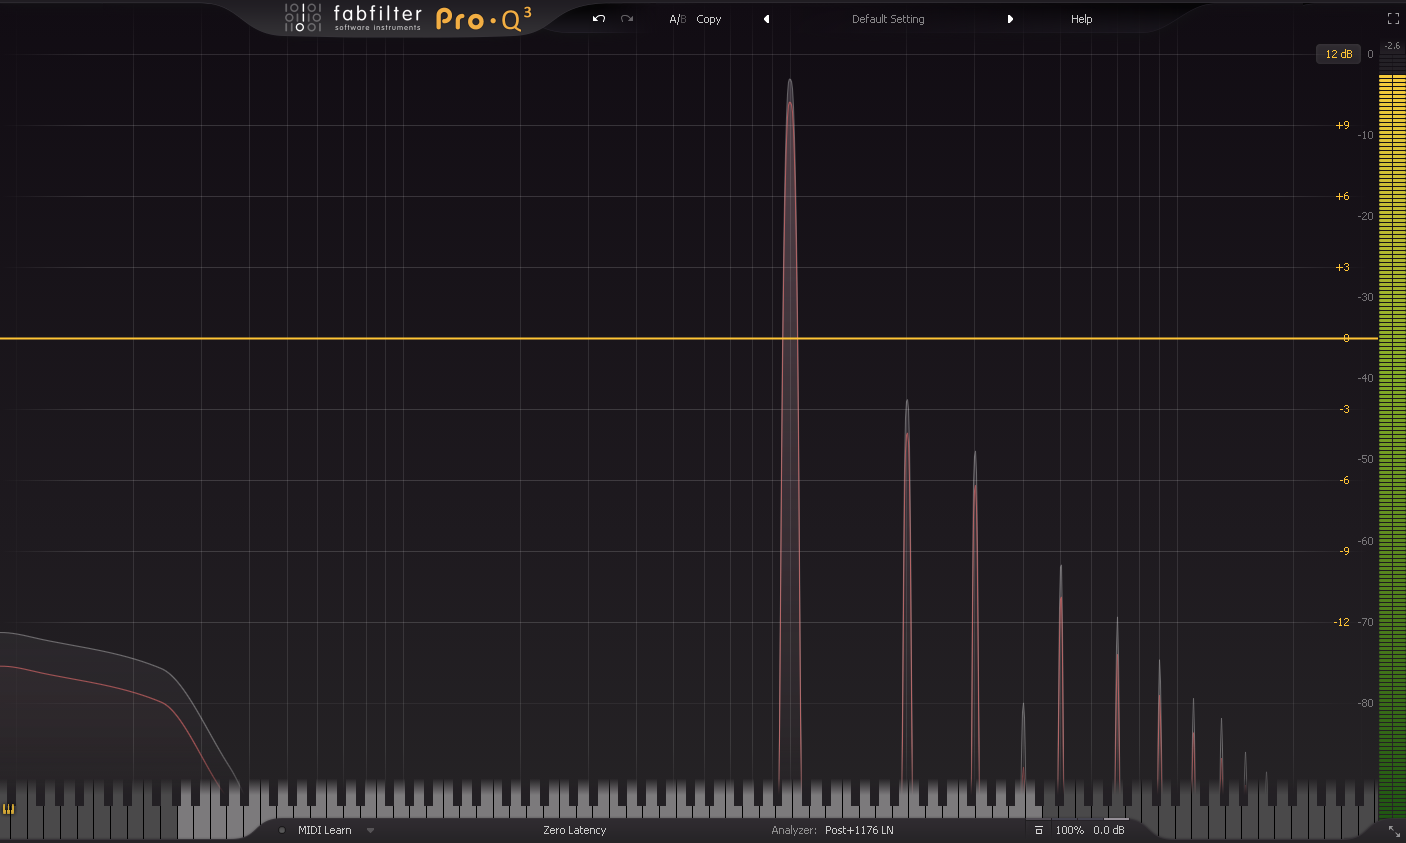 fabfilter
software instruments
Pro·Q³
A/B Copy
Default Setting
Help
-2.6
12 dB 0
+9
-10
+6
-20
+3
-30
0
-40
-3
-50
-6
-60
-9
-12 -70
-80
MIDI Learn
Zero Latency
Analyzer: Post+1176 LN
100% 0.0 dB